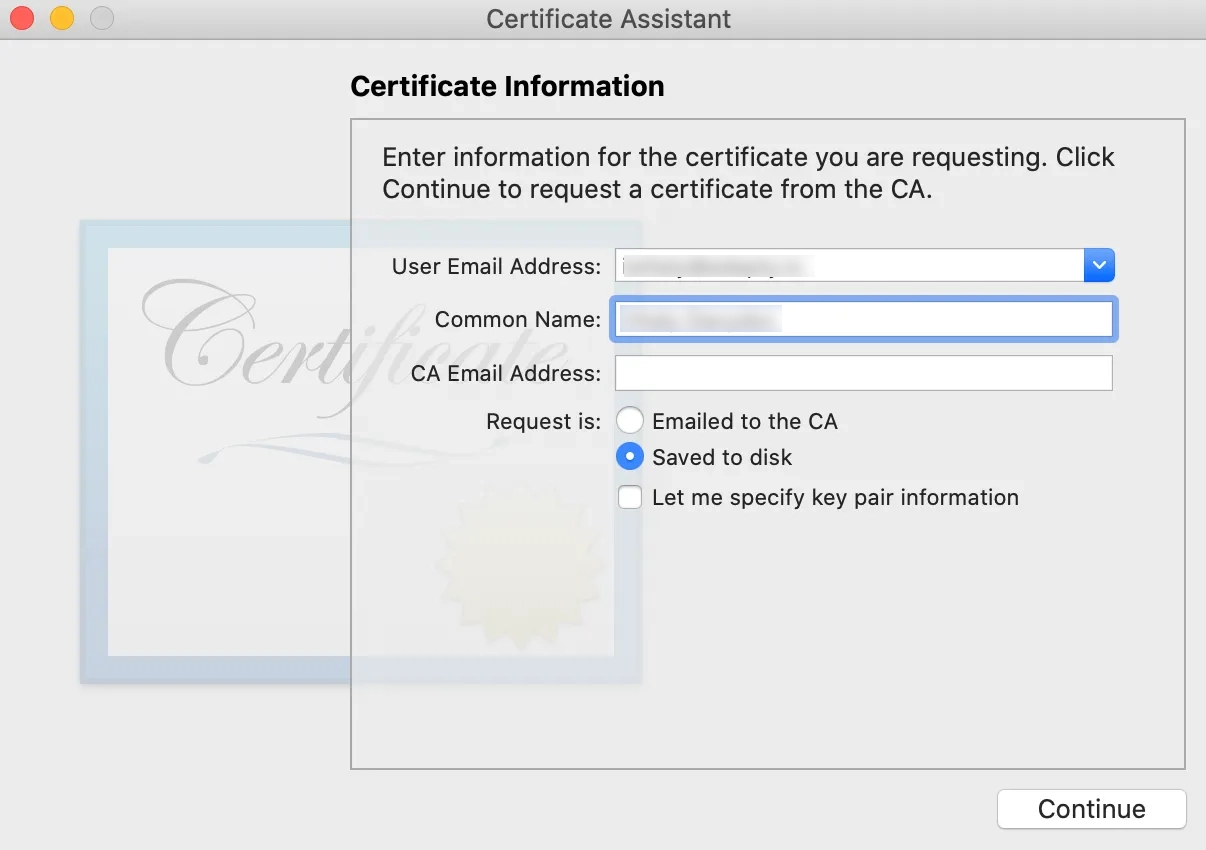 Certificate Assistant
Certificate Information
Enter information for the certificate you are requesting. Click
Continue to request a certificate from the CA.
Certificate
User Email Address:
Common Name:
CA Email Address:
Request is:
Emailed to the CA
Saved to disk
Let me specify key pair information
Continue